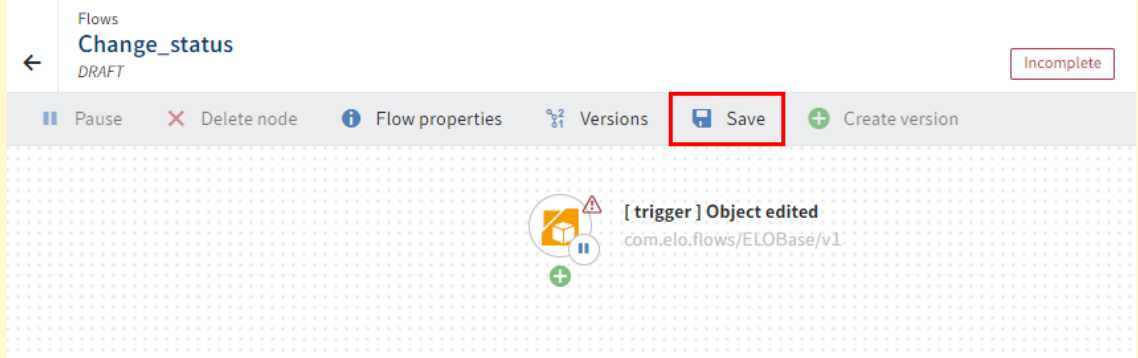 Flows
Change_status
DRAFT
Incomplete
Pause Delete node Flow properties Versions Save Create version
[ trigger ] Object edited
com.elo.flows/ELOBase/v1